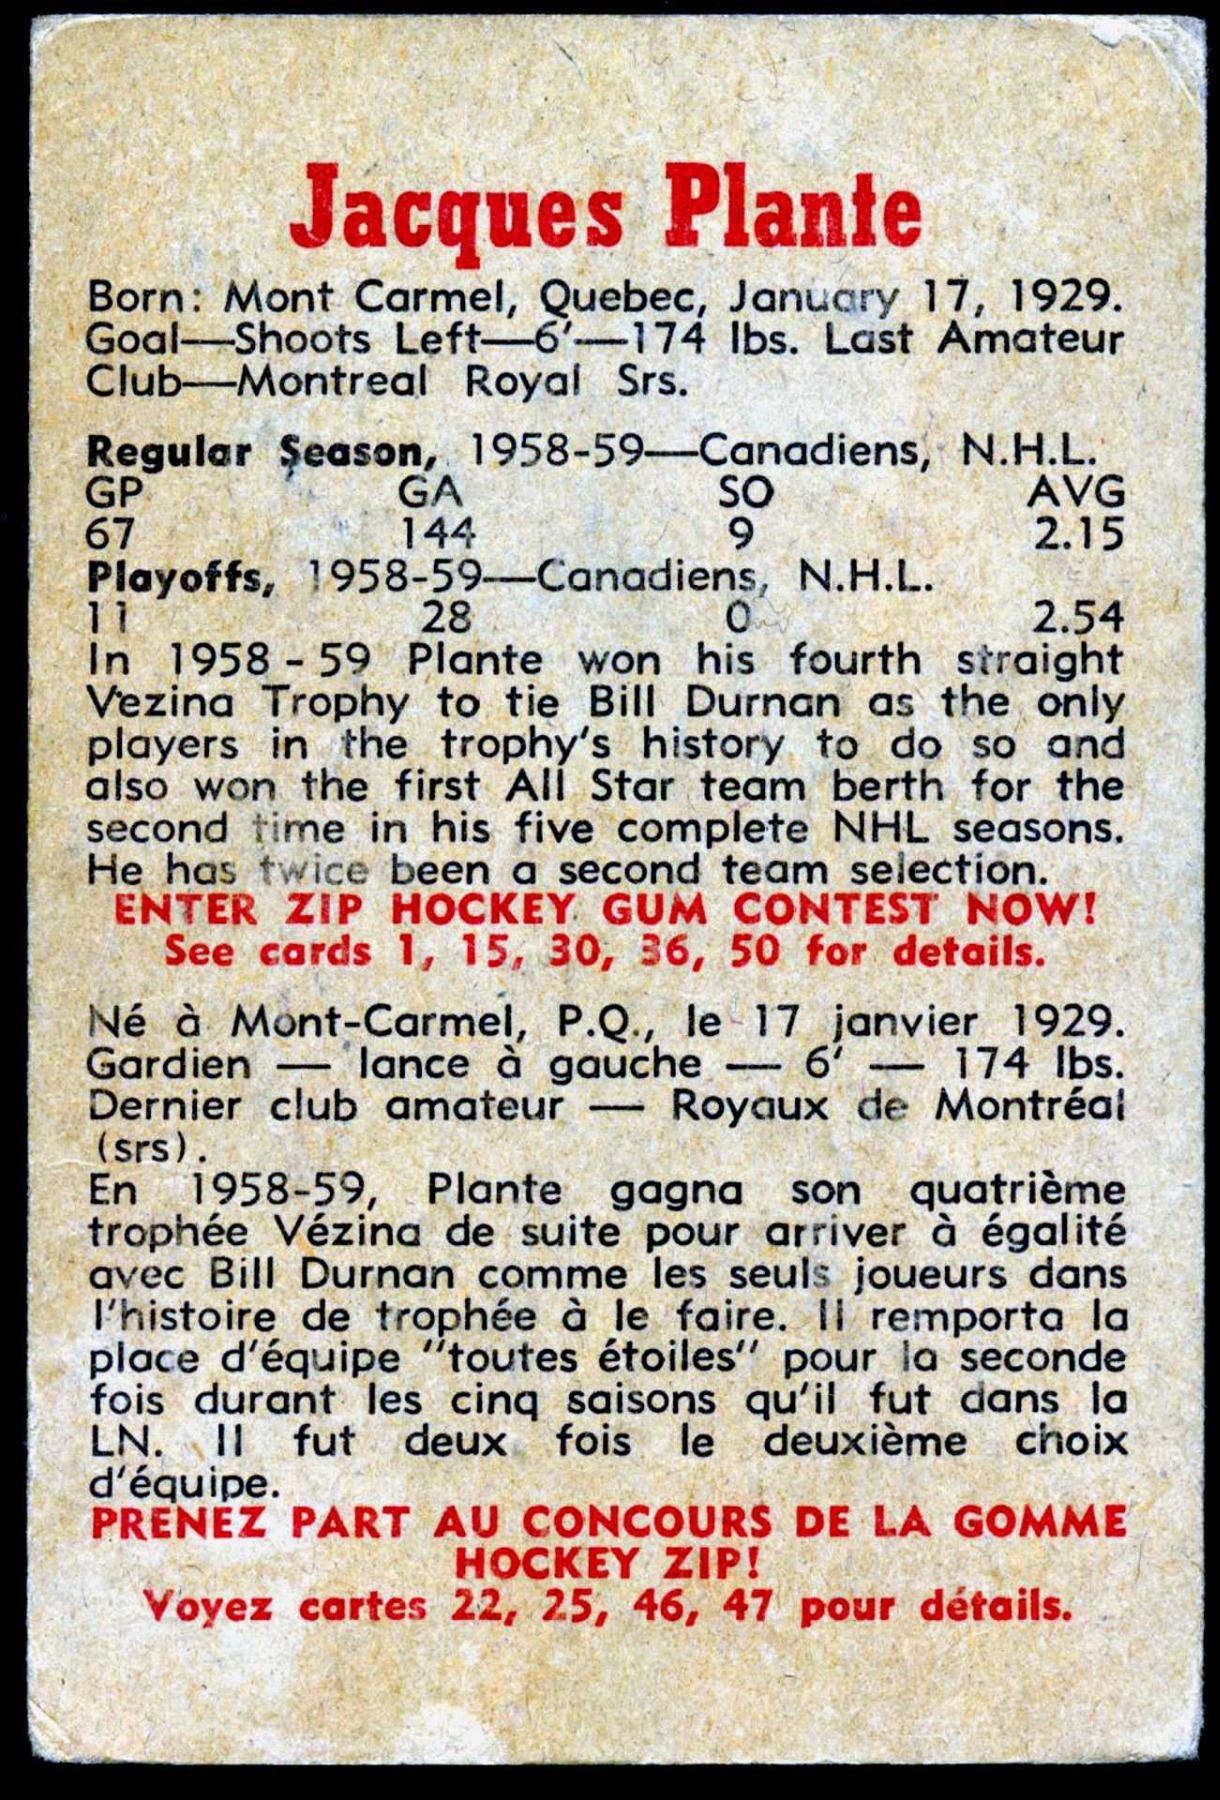 Jacques Plante
Born: Mont Carmel, Quebec, January 17, 1929.
Goal—Shoots Left—6'—174 lbs. Last Amateur
Club—Montreal Royal Srs.
Regular Season, 1958-59—Canadiens, N.H.L.
GP GA SO AVG
67 144 9 2.15
Playoffs, 1958-59—Canadiens, N.H.L.
11 28 0 2.54
In 1958-59 Plante won his fourth straight
Vezina Trophy to tie Bill Durnan as the only
players in the trophy's history to do so and
also won the first All Star team berth for the
second time in his five complete NHL seasons.
He has twice been a second team selection.
ENTER ZIP HOCKEY GUM CONTEST NOW!
See cards 1, 15, 30, 36, 50 for details.
Né à Mont-Carmel, P.Q., le 17 janvier 1929.
Gardien — lance à gauche — 6' — 174 lbs.
Dernier club amateur — Royaux de Montréal
(srs).
En 1958-59, Plante gagna son quatrième
trophée Vézina de suite pour arriver à égalité
avec Bill Durnan comme les seuls joueurs dans
l'histoire de trophée à le faire. Il remporta la
place d'équipe "toutes étoiles" pour la seconde
fois durant les cinq saisons qu'il fut dans la
LN. Il fut deux fois le deuxième choix
d'équipe.
PRENEZ PART AU CONCOURS DE LA GOMME
HOCKEY ZIP!
Voyez cartes 22, 25, 46, 47 pour détails.